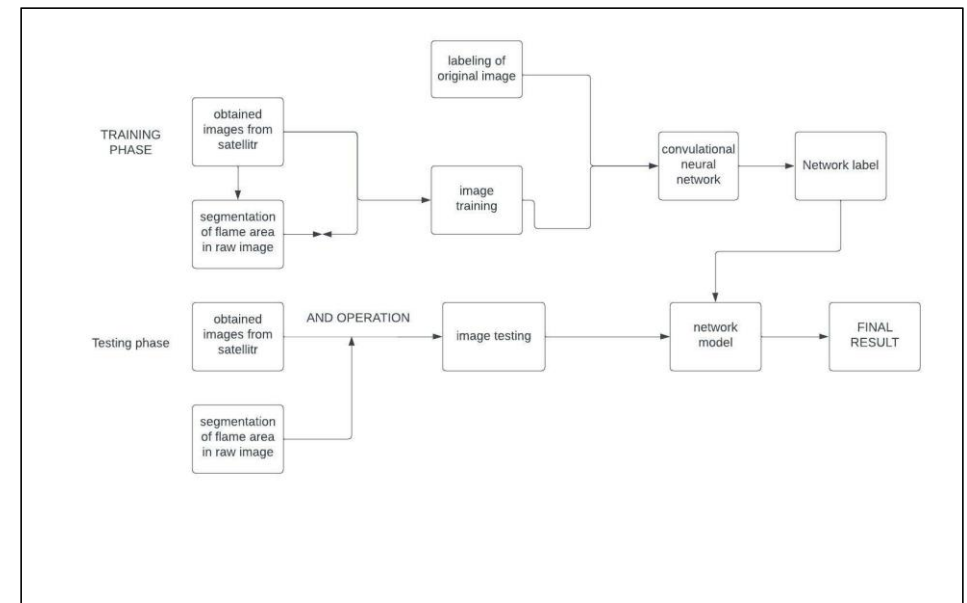 labeling of
original image
TRAINING
PHASE
obtained
images from
satellitr
convulational
neural
network
Network label
image
training
segmentation
of flame area
in raw image
Testing phase
obtained
images from
satellitr
AND OPERATION
image testing
network
model
FINAL
RESULT
segmentation
of flame area
in raw image